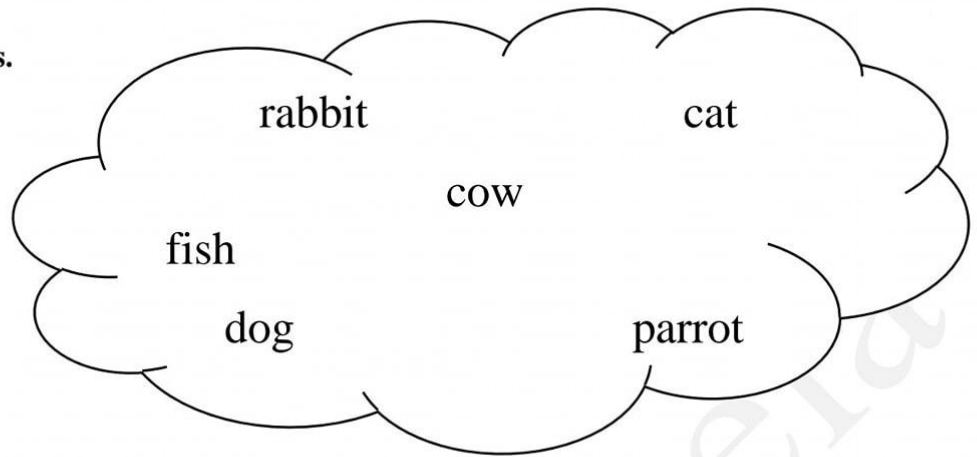 s.
rabbit cat
cow
fish
dog parrot